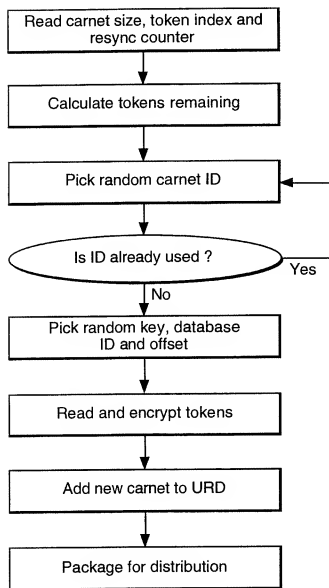 Read carnet size, token index and
resync counter
Calculate tokens remaining
Pick random carnet ID
Is ID already used ?
Yes
No
Pick random key, database
ID and offset
Read and encrypt tokens
Add new carnet to URD
Package for distribution